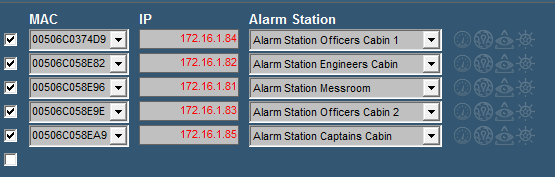 MAC IP Alarm Station
00506C0374D9 172.16.1.84 Alarm Station Officers Cabin 1
00506C058E82 172.16.1.82 Alarm Station Engineers Cabin
00506C058E96 172.16.1.81 Alarm Station Messroom
00506C058E9E 172.16.1.83 Alarm Station Officers Cabin 2
00506C058EA9 172.16.1.85 Alarm Station Captains Cabin